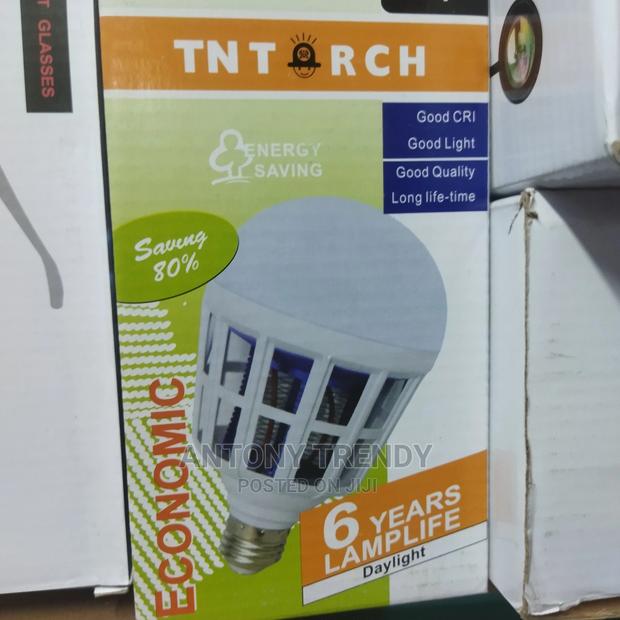 T GLASSES
TNTORCH
Good CRI
Good Light
Good Quality
Long life-time
ENERGY
SAVING
Saving
80%
ECONOMIC
ANTONY TRENDY
POSTED ON JIJI
6 YEARS
LAMPLIFE
Daylight